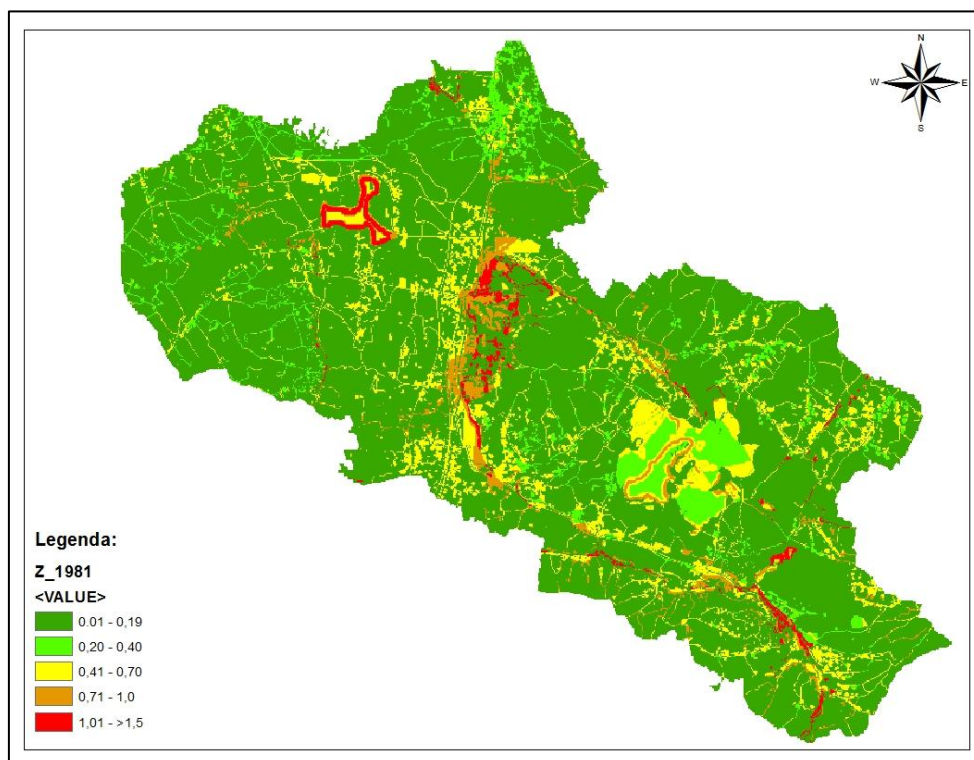 N
W
E
S
Legenda:
Z_1981
<VALUE>
0.01 - 0,19
0,20 - 0,40
0,41 - 0,70
0,71 - 1,0
1,01 - >1,5